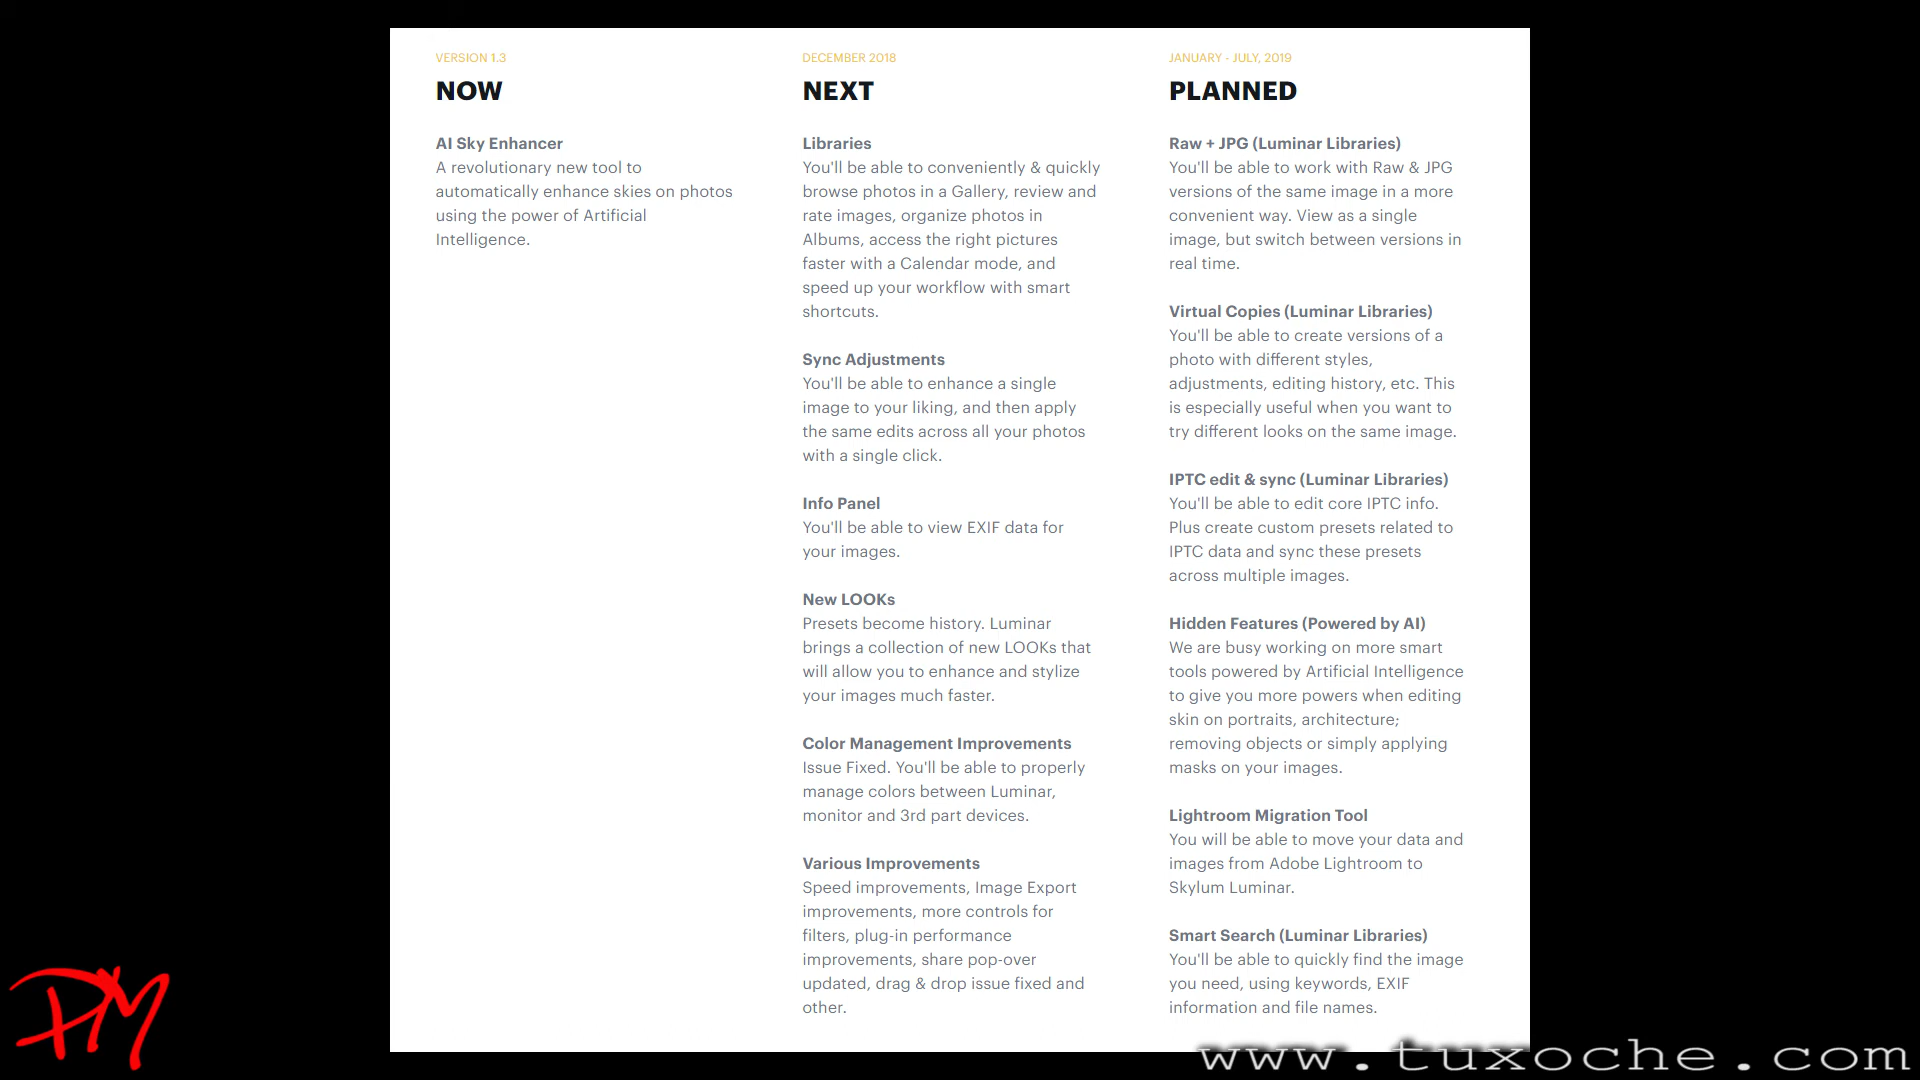 VERSION 1.3
NOW
AI Sky Enhancer
A revolutionary new tool to
automatically enhance skies on photos
using the power of Artificial
Intelligence.
DECEMBER 2018
NEXT
Libraries
You'll be able to conveniently & quickly
browse photos in a Gallery, review and
rate images, organize photos in
Albums, access the right pictures
faster with a Calendar mode, and
speed up your workflow with smart
shortcuts.
Sync Adjustments
You'll be able to enhance a single
image to your liking, and then apply
the same edits across all your photos
with a single click.
Info Panel
You'll be able to view EXIF data for
your images.
New LOOKs
Presets become history. Luminar
brings a collection of new LOOKs that
will allow you to enhance and stylize
your images much faster.
Color Management Improvements
Issue Fixed. You'll be able to properly
manage colors between Luminar,
monitor and 3rd part devices.
Various Improvements
Speed improvements, Image Export
improvements, more controls for
filters, plug-in performance
improvements, share pop-over
updated, drag & drop issue fixed and
other.
JANUARY - JULY, 2019
PLANNED
Raw + JPG (Luminar Libraries)
You'll be able to work with Raw & JPG
versions of the same image in a more
convenient way. View as a single
image, but switch between versions in
real time.
Virtual Copies (Luminar Libraries)
You'll be able to create versions of a
photo with different styles,
adjustments, editing history, etc. This
is especially useful when you want to
try different looks on the same image.
IPTC edit & sync (Luminar Libraries)
You'll be able to edit core IPTC info.
Plus create custom presets related to
IPTC data and sync these presets
across multiple images.
Hidden Features (Powered by AI)
We are busy working on more smart
tools powered by Artificial Intelligence
to give you more powers when editing
skin on portraits, architecture;
removing objects or simply applying
masks on your images.
Lightroom Migration Tool
You will be able to move your data and
images from Adobe Lightroom to
Skylum Luminar.
Smart Search (Luminar Libraries)
You'll be able to quickly find the image
you need, using keywords, EXIF
information and file names.
www.tuxoche.com